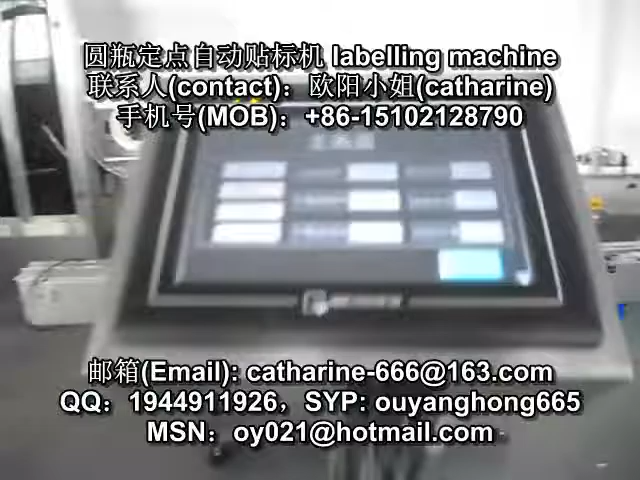 圆瓶定点自动贴标机 labelling machine
联系人(contact)：欧阳小姐(catharine)
手机号(MOB)：+86-15102128790
邮箱(Email): catharine-666@163.com
QQ：1944911926，SYP: ouyanghong665
MSN：oy021@hotmail.com